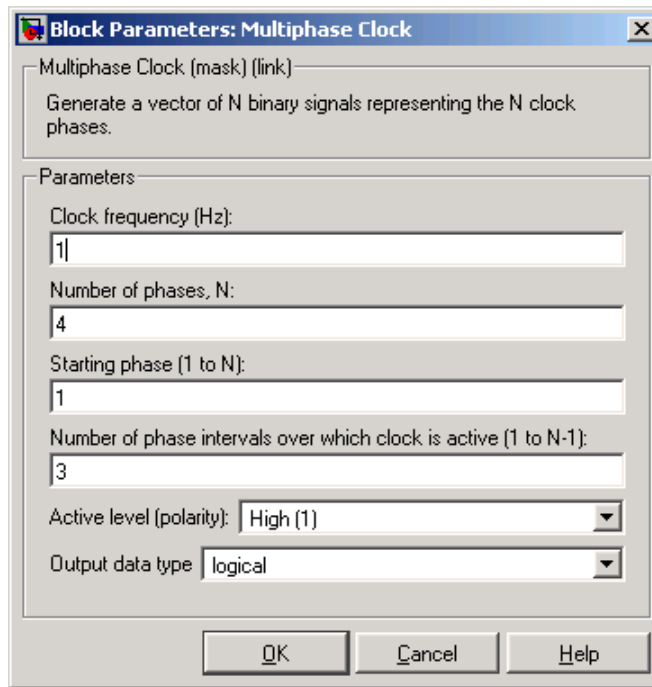 Block Parameters: Multiphase Clock
Multiphase Clock (mask) (link)
Generate a vector of N binary signals representing the N clock
phases.
Parameters
Clock frequency (Hz):
1
Number of phases, N:
4
Starting phase (1 to N):
1
Number of phase intervals over which clock is active (1 to N-1):
3
Active level (polarity): High (1)
Output data type logical
OK Cancel Help